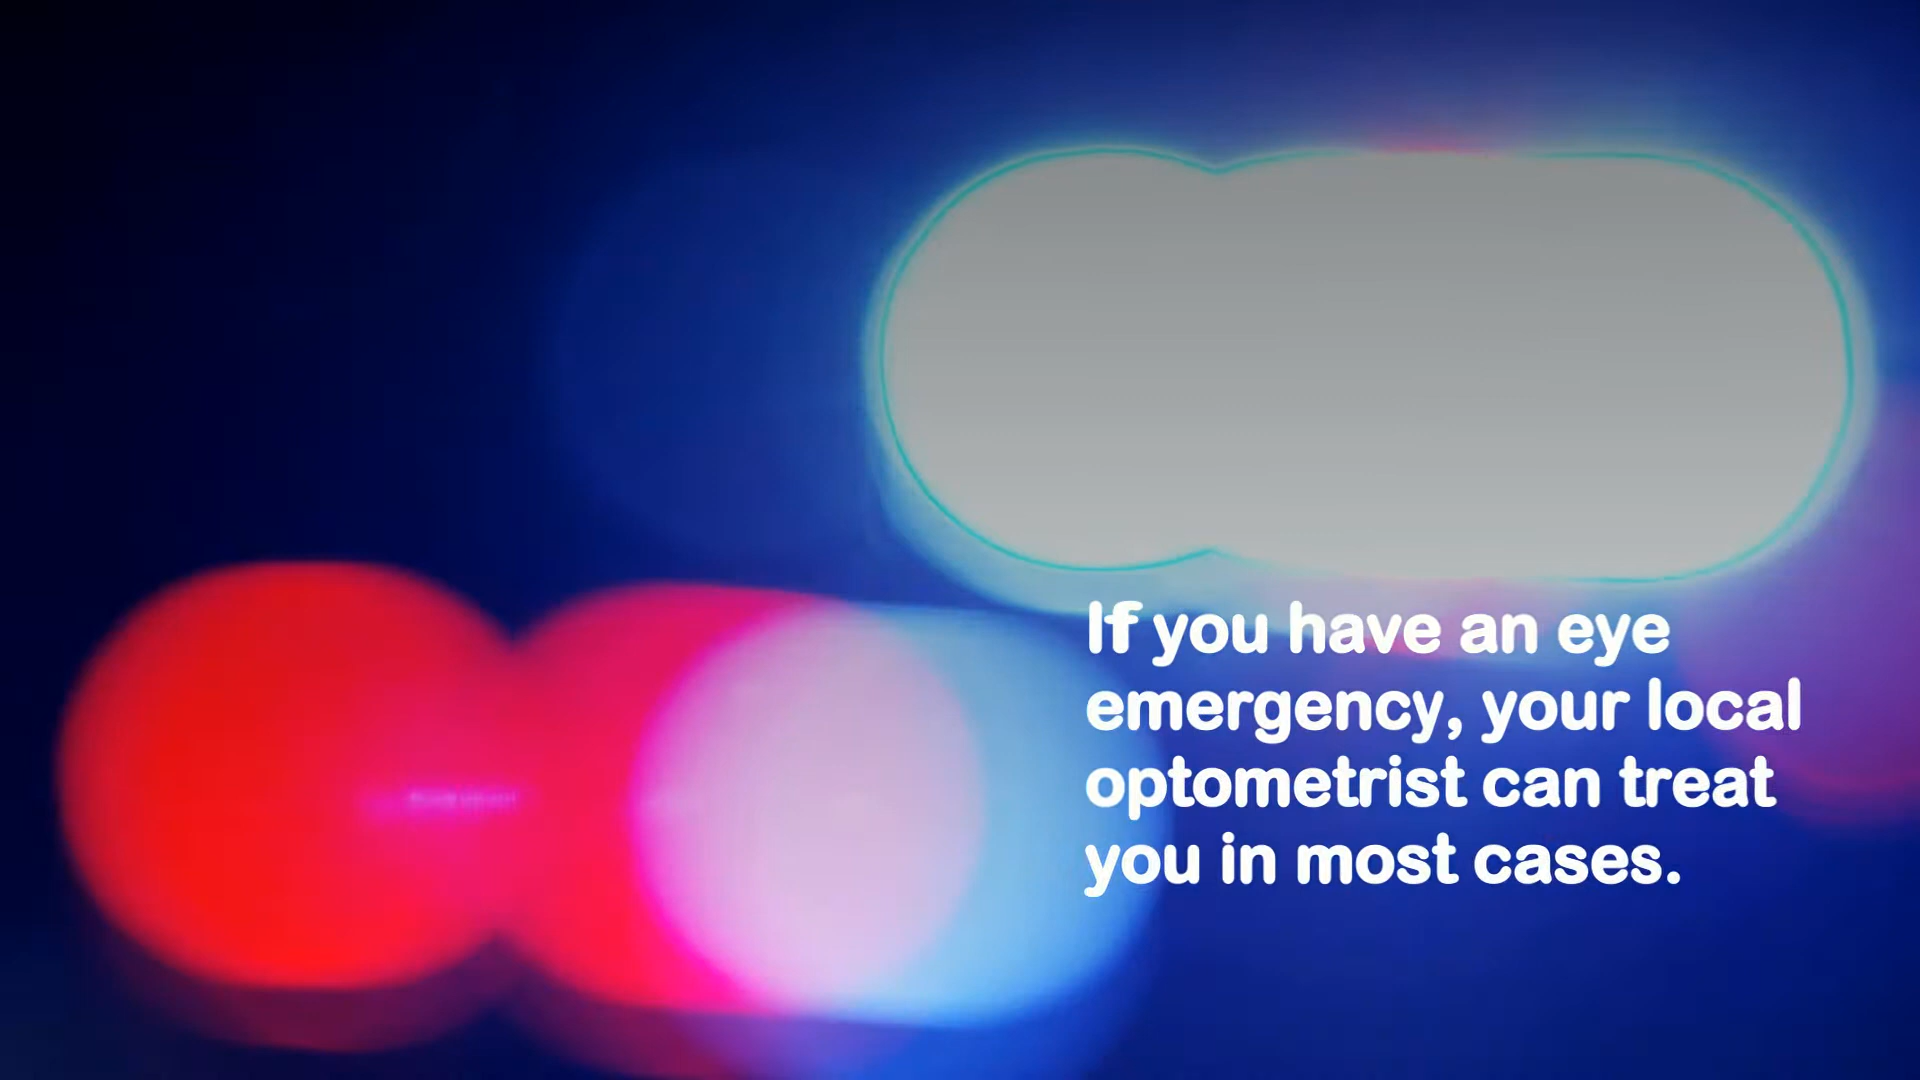 If you have an eye
emergency, your local
optometrist can treat
you in most cases.